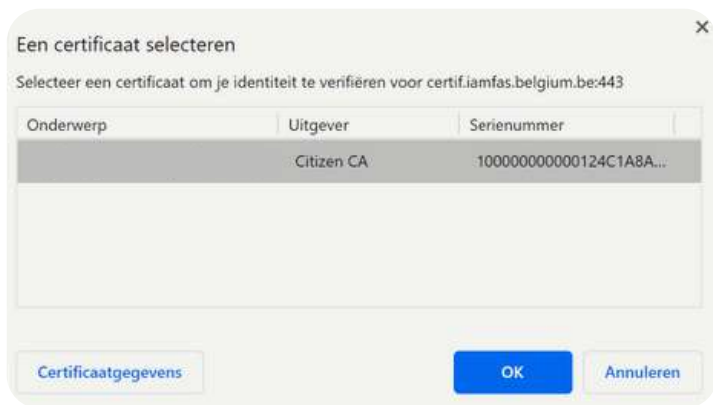 Een certificaat selecteren
Selecteer een certificaat om je identiteit te verifiëren voor certif.iamfas.belgium.be:443
Onderwerp Uitgever Serienummer
Citizen CA 100000000000124C1A8A...
Certificaatgegevens OK Annuleren